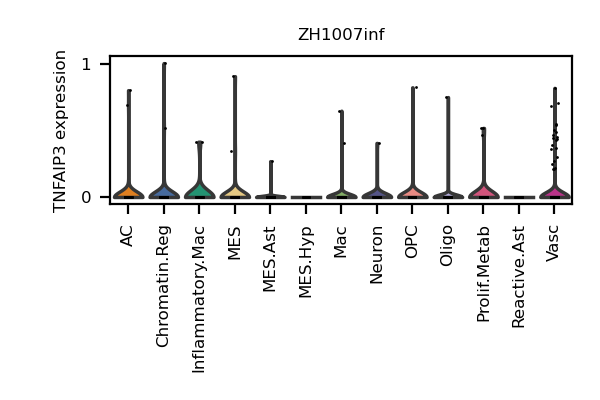 ZH1007inf
TNFAIP3 expression
1
0
AC
Chromatin.Reg
Inflammatory.Mac
MES
MES.Ast
MES.Hyp
Mac
Neuron
OPC
Oligo
Prolif.Metab
Reactive.Ast
Vasc